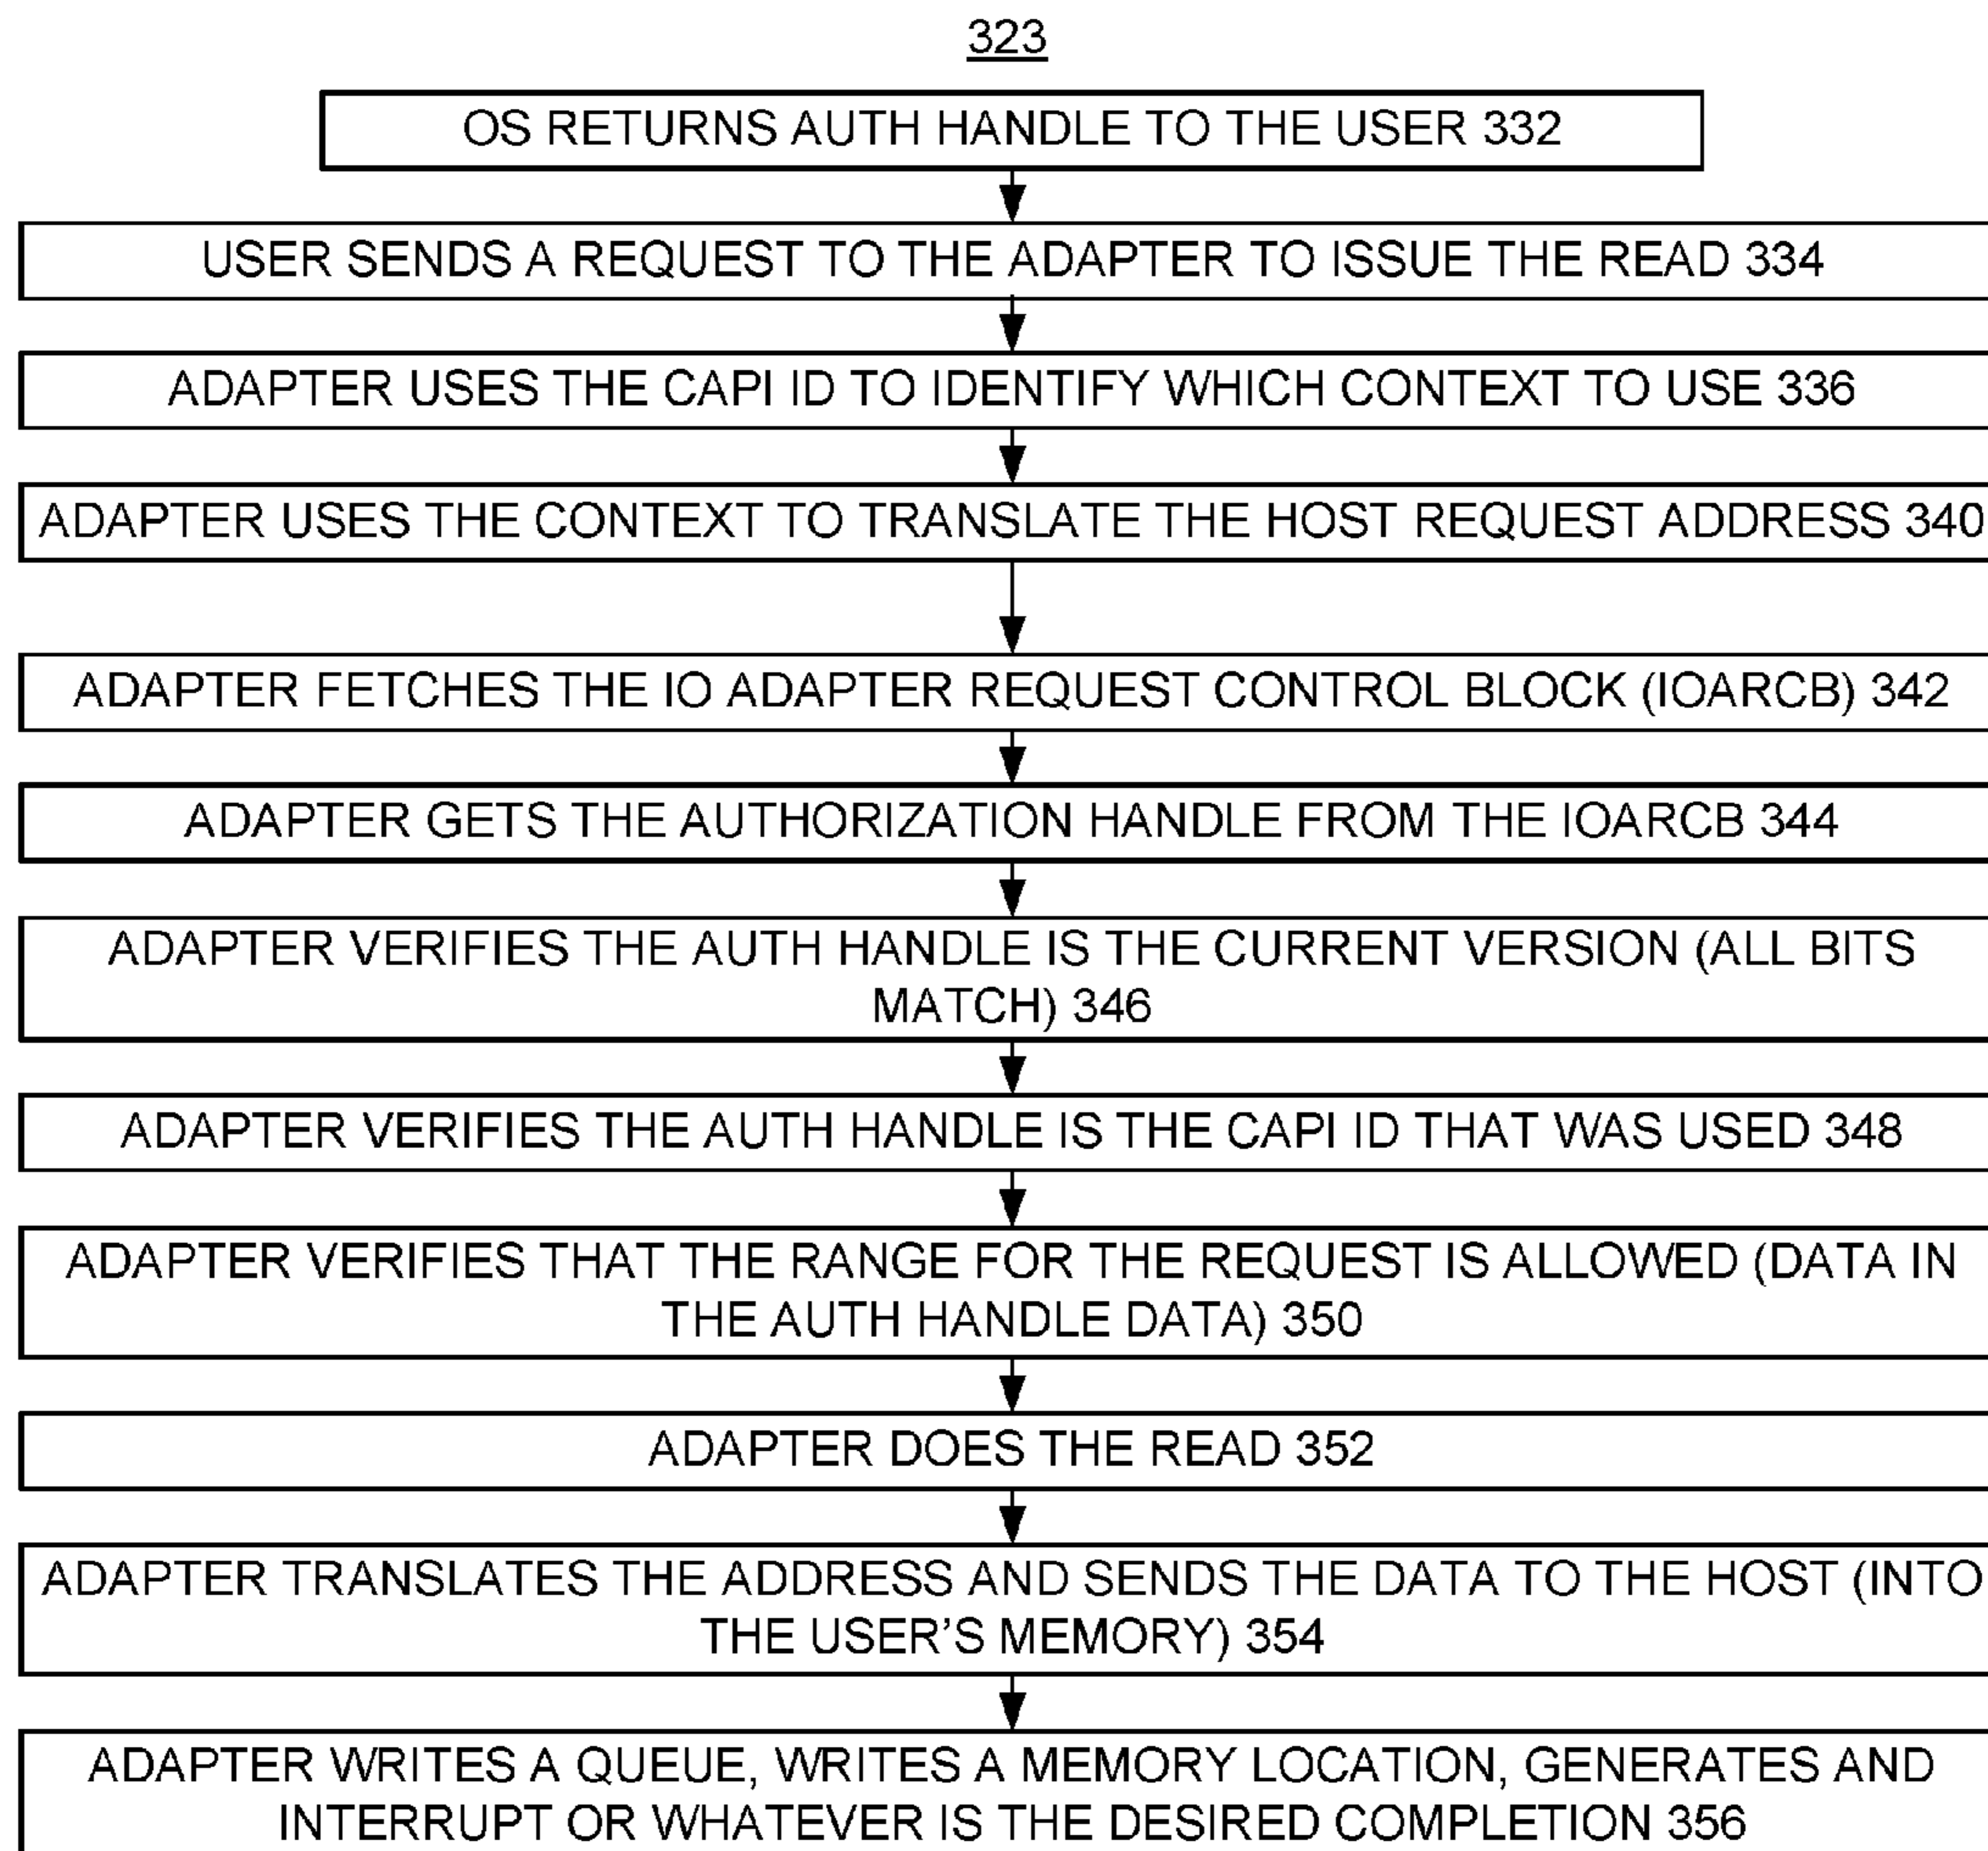 323
OS RETURNS AUTH HANDLE TO THE USER 332
USER SENDS A REQUEST TO THE ADAPTER TO ISSUE THE READ 334
ADAPTER USES THE CAPI ID TO IDENTIFY WHICH CONTEXT TO USE 336
ADAPTER USES THE CONTEXT TO TRANSLATE THE HOST REQUEST ADDRESS 340
ADAPTER FETCHES THE IO ADAPTER REQUEST CONTROL BLOCK (IOARCB) 342
ADAPTER GETS THE AUTHORIZATION HANDLE FROM THE IOARCB 344
ADAPTER VERIFIES THE AUTH HANDLE IS THE CURRENT VERSION (ALL BITS
MATCH) 346
ADAPTER VERIFIES THE AUTH HANDLE IS THE CAPI ID THAT WAS USED 348
ADAPTER VERIFIES THAT THE RANGE FOR THE REQUEST IS ALLOWED (DATA IN
THE AUTH HANDLE DATA) 350
ADAPTER DOES THE READ 352
ADAPTER TRANSLATES THE ADDRESS AND SENDS THE DATA TO THE HOST (INTO
THE USER'S MEMORY) 354
ADAPTER WRITES A QUEUE, WRITES A MEMORY LOCATION, GENERATES AND
INTERRUPT OR WHATEVER IS THE DESIRED COMPLETION 356